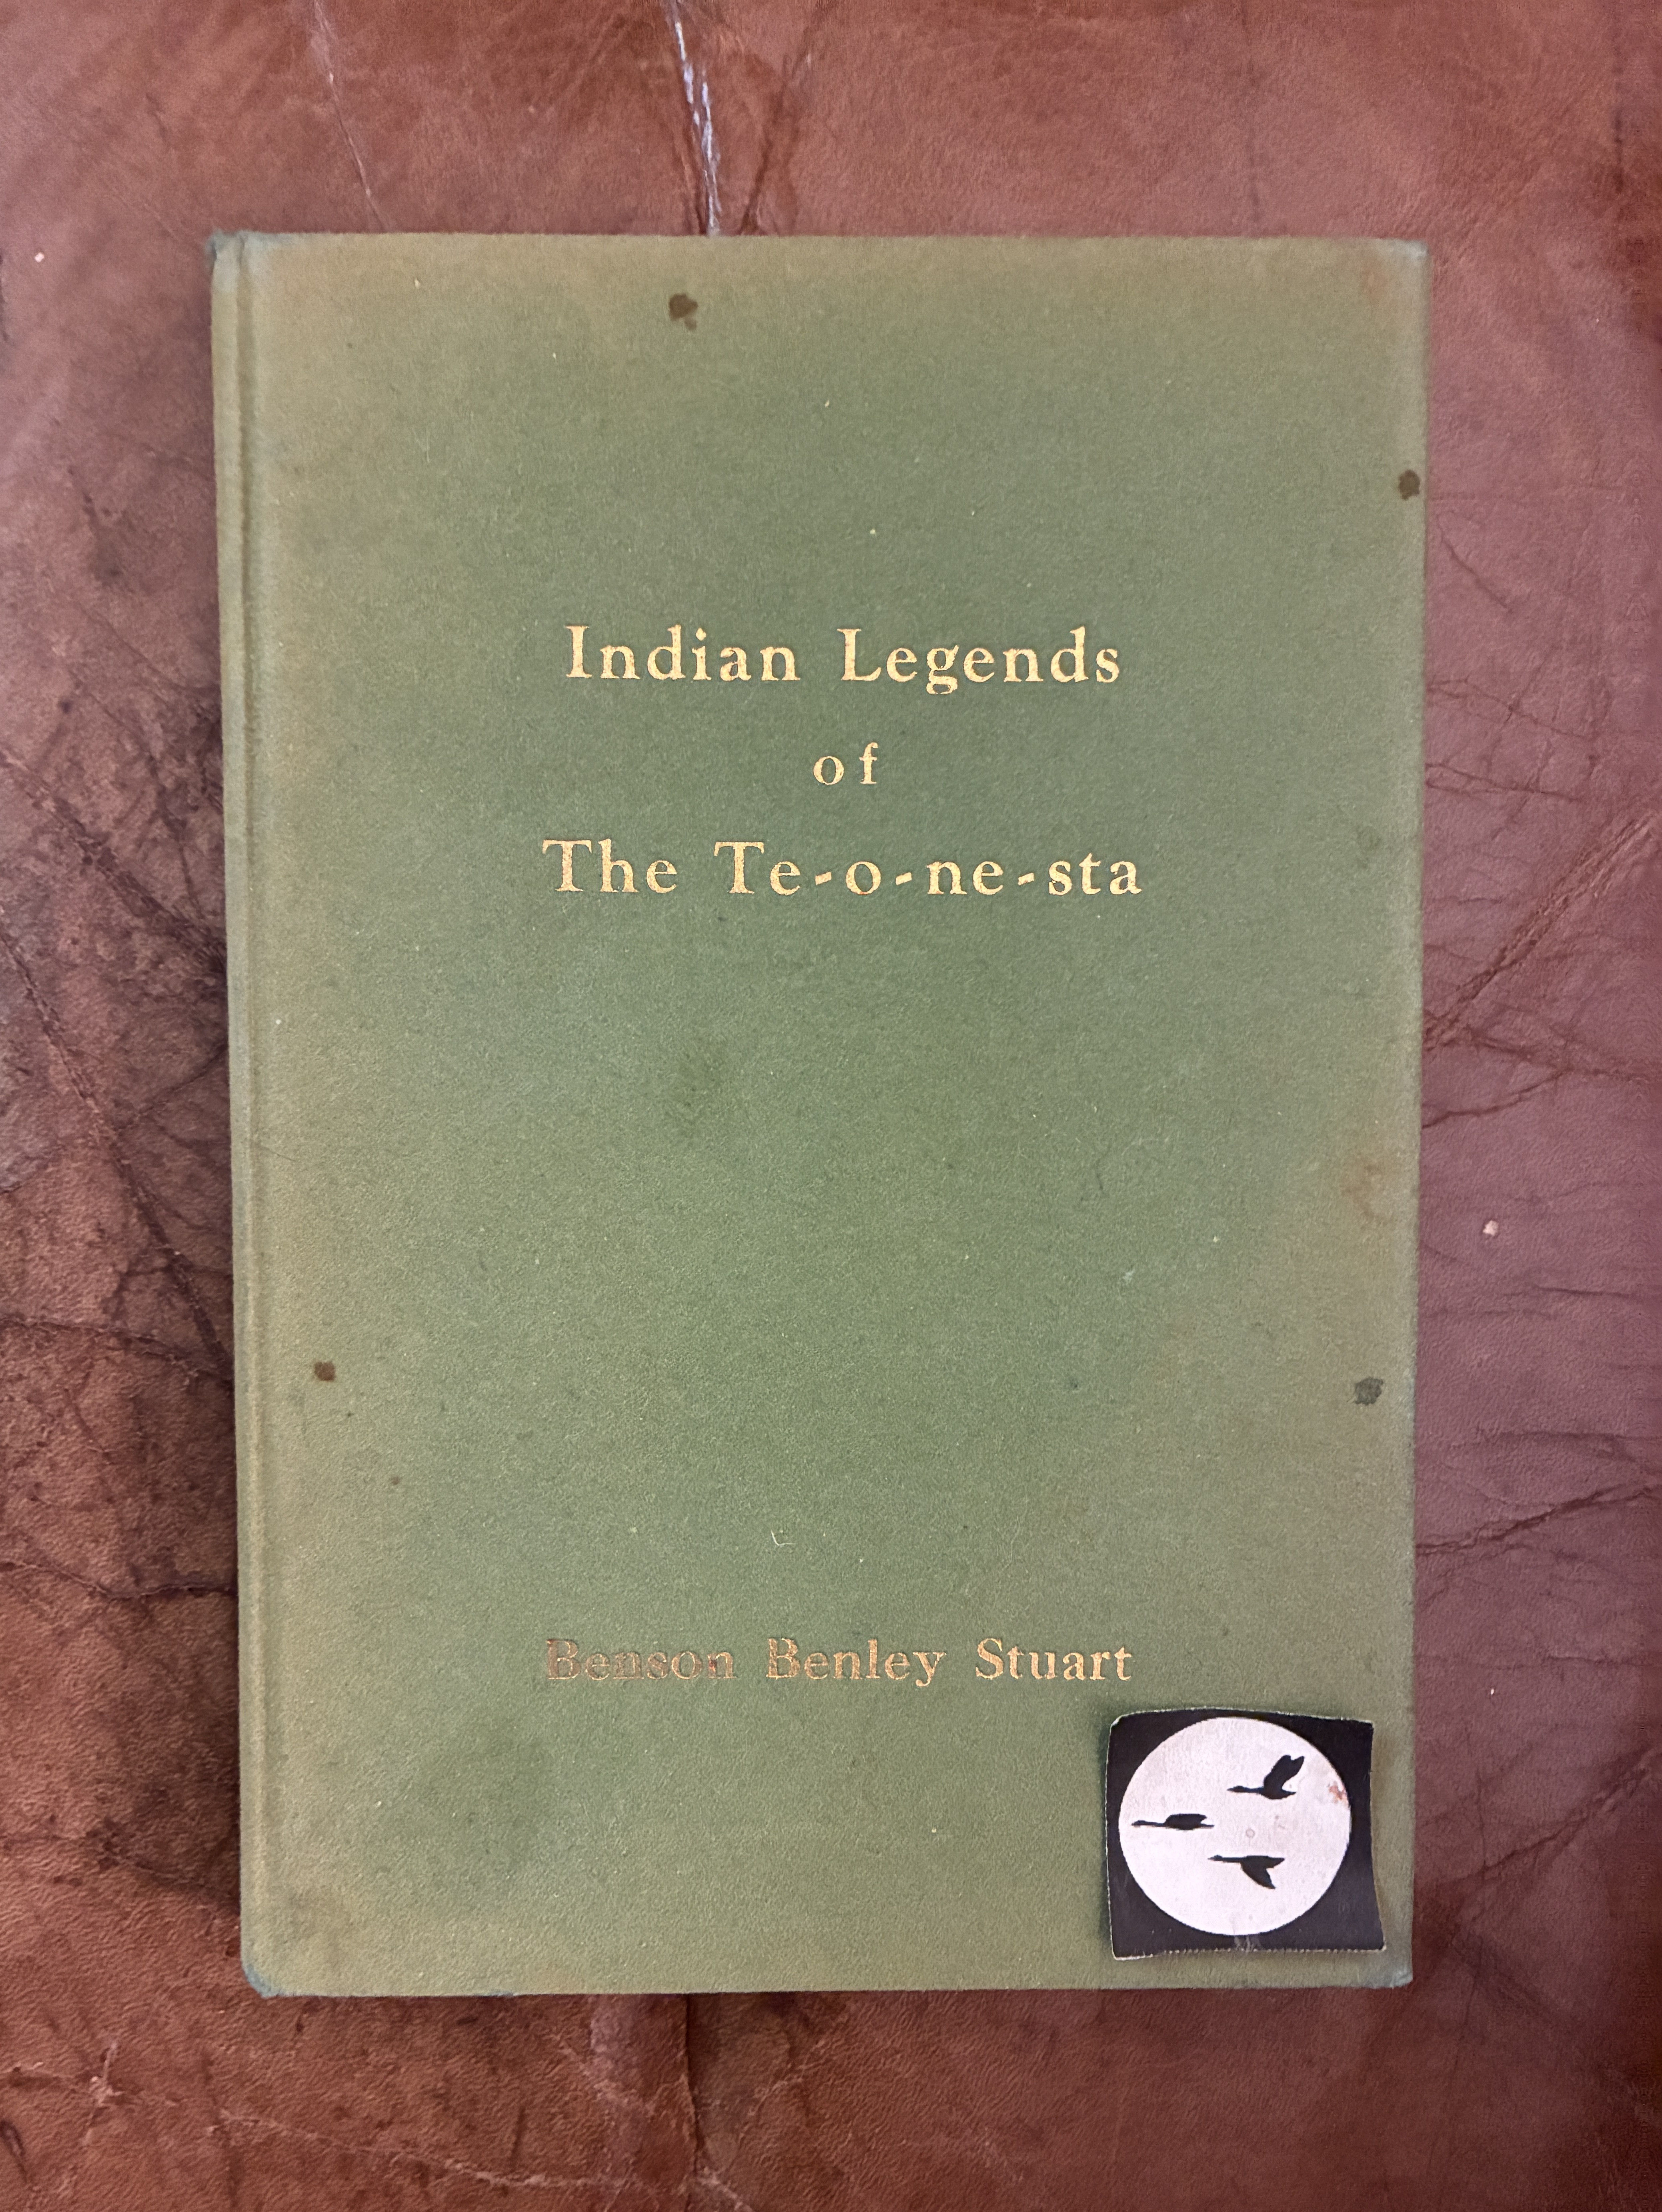 Indian Legends
of
The Te-o-ne-sta
Benson Benley Stuart